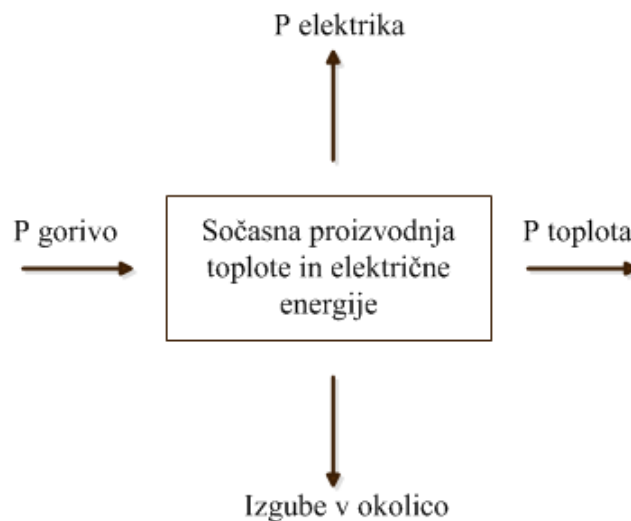 P elektrika
P gorivo
Sočasna proizvodnja
toplote in električne
energije
P toplota
Izgube v okolico